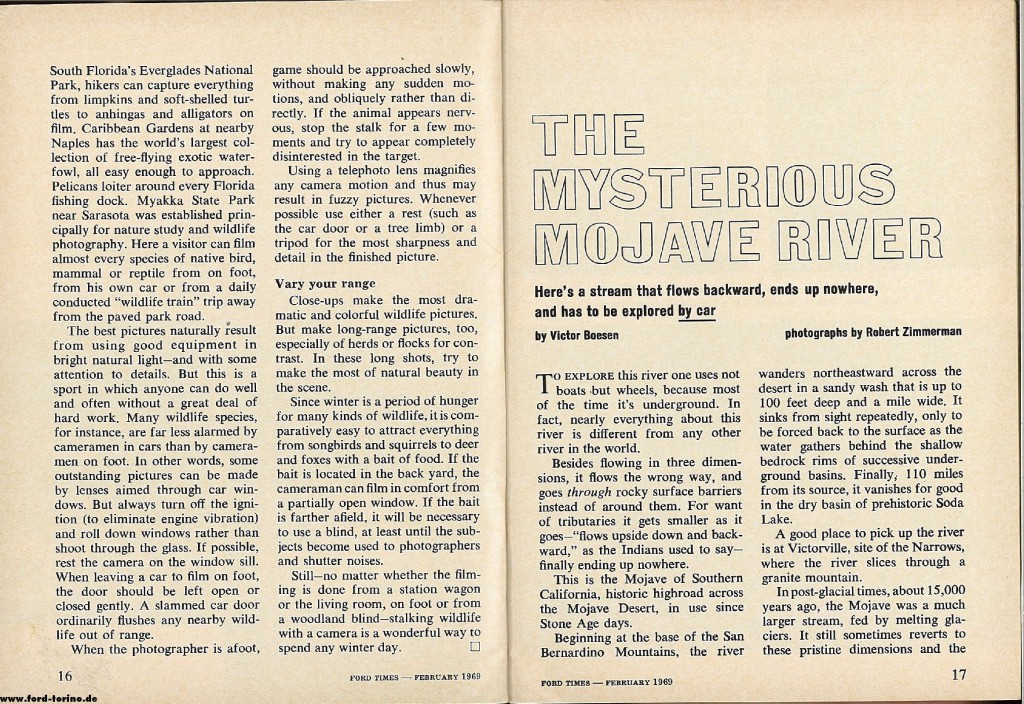 South Florida's Everglades National
Park, hikers can capture everything
from limpkins and soft-shelled tur-
tles to anhingas and alligators on
film. Caribbean Gardens at nearby
Naples has the world's largest col-
lection of free-flying exotic water-
fowl, all easy enough to approach.
Pelicans loiter around every Florida
fishing dock. Myakka State Park
near Sarasota was established prin-
cipally for nature study and wildlife
photography. Here a visitor can film
almost every species of native bird,
mammal or reptile from on foot,
from his own car or from a daily
conducted "wildlife train" trip away
from the paved park road.
The best pictures naturally result
from using good equipment in
bright natural light—and with some
attention to details. But this is a
sport in which anyone can do well
and often without a great deal of
hard work. Many wildlife species,
for instance, are far less alarmed by
cameramen in cars than by camera-
men on foot. In other words, some
outstanding pictures can be made
by lenses aimed through car win-
dows. But always turn off the igni-
tion (to eliminate engine vibration)
and roll down windows rather than
shoot through the glass. If possible,
rest the camera on the window sill.
When leaving a car to film on foot,
the door should be left open or
closed gently. A slammed car door
ordinarily flushes any nearby wild-
life out of range.
When the photographer is afoot,
game should be approached slowly,
without making any sudden mo-
tions, and obliquely rather than di-
rectly. If the animal appears nerv-
ous, stop the stalk for a few mo-
ments and try to appear completely
disinterested in the target.
Using a telephoto lens magnifies
any camera motion and thus may
result in fuzzy pictures. Whenever
possible use either a rest (such as
the car door or a tree limb) or a
tripod for the most sharpness and
detail in the finished picture.
Vary your range
Close-ups make the most dra-
matic and colorful wildlife pictures.
But make long-range pictures, too,
especially of herds or flocks for con-
trast. In these long shots, try to
make the most of natural beauty in
the scene.
Since winter is a period of hunger
for many kinds of wildlife, it is com-
paratively easy to attract everything
from songbirds and squirrels to deer
and foxes with a bait of food. If the
bait is located in the back yard, the
cameraman can film in comfort from
a partially open window. If the bait
is farther afield, it will be necessary
to use a blind, at least until the sub-
jects become used to photographers
and shutter noises.
Still—no matter whether the film-
ing is done from a station wagon
or the living room, on foot or from
a woodland blind—stalking wildlife
with a camera is a wonderful way to
spend any winter day. □
16
FORD TIMES — FEBRUARY 1969
THE
MYSTERIOUS
MOJAVE RIVER
Here's a stream that flows backward, ends up nowhere,
and has to be explored by car
by Victor Boesen
photographs by Robert Zimmerman
TO EXPLORE this river one uses not
boats but wheels, because most
of the time it's underground. In
fact, nearly everything about this
river is different from any other
river in the world.
Besides flowing in three dimen-
sions, it flows the wrong way, and
goes through rocky surface barriers
instead of around them. For want
of tributaries it gets smaller as it
goes—"flows upside down and back-
ward," as the Indians used to say—
finally ending up nowhere.
This is the Mojave of Southern
California, historic highroad across
the Mojave Desert, in use since
Stone Age days.
Beginning at the base of the San
Bernardino Mountains, the river
wanders northeastward across the
desert in a sandy wash that is up to
100 feet deep and a mile wide. It
sinks from sight repeatedly, only to
be forced back to the surface as the
water gathers behind the shallow
bedrock rims of successive under-
ground basins. Finally, 110 miles
from its source, it vanishes for good
in the dry basin of prehistoric Soda
Lake.
A good place to pick up the river
is at Victorville, site of the Narrows,
where the river slices through a
granite mountain.
In post-glacial times, about 15,000
years ago, the Mojave was a much
larger stream, fed by melting gla-
ciers. It still sometimes reverts to
these pristine dimensions and the
FORD TIMES — FEBRUARY 1969
17
www.ford-torino.de